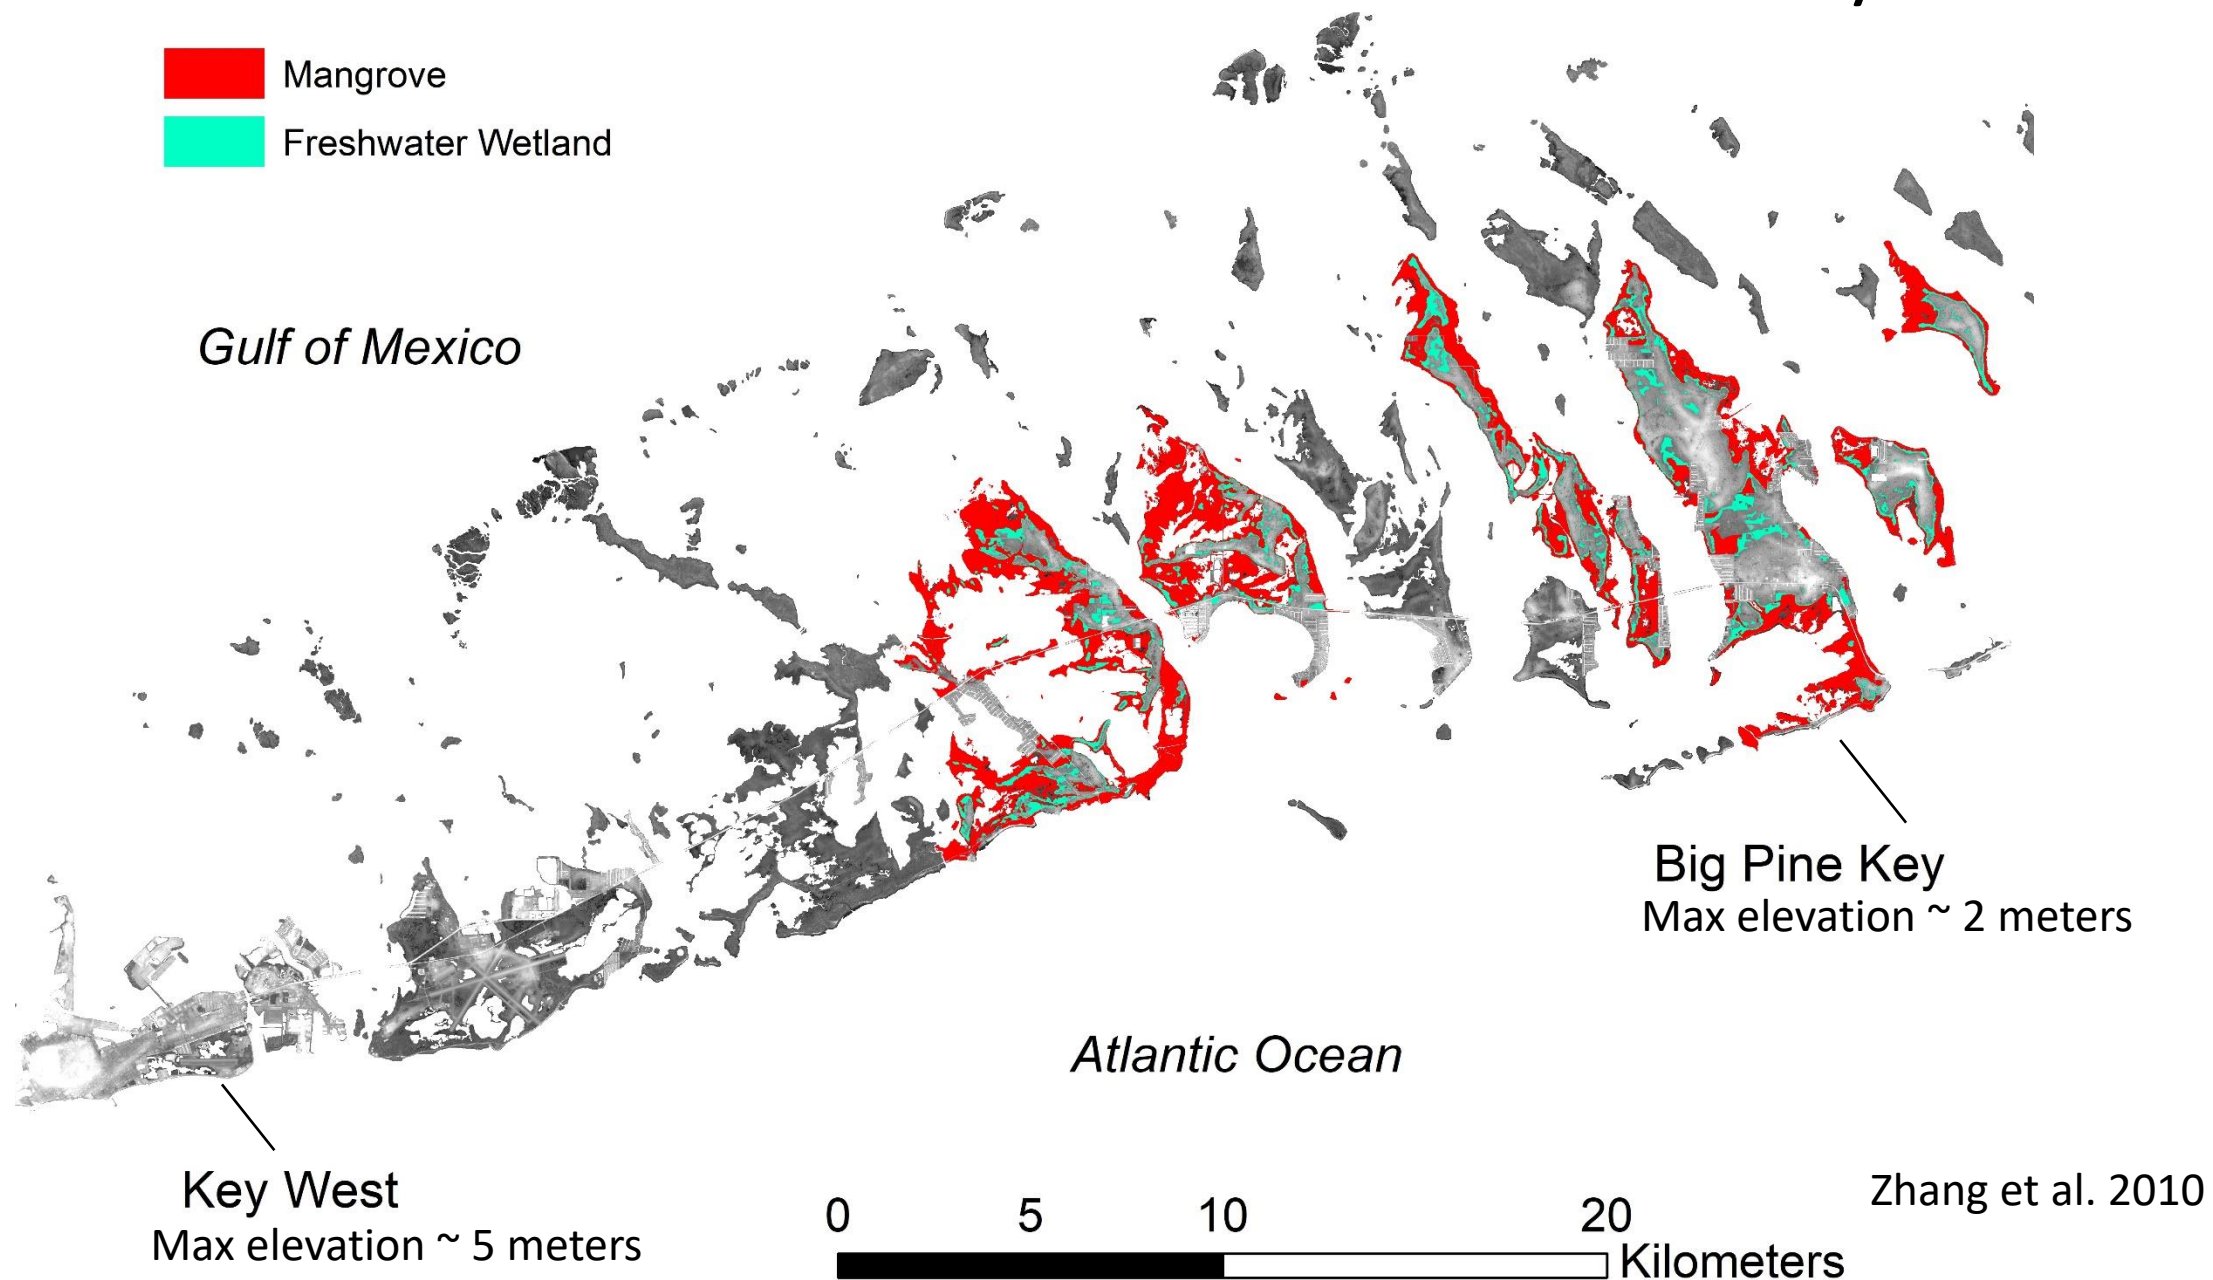 Mangrove
Freshwater Wetland
Gulf of Mexico
Big Pine Key
Max elevation ~ 2 meters
Atlantic Ocean
Key West
Max elevation ~ 5 meters
Zhang et al. 2010
0 5 10 20
Kilometers